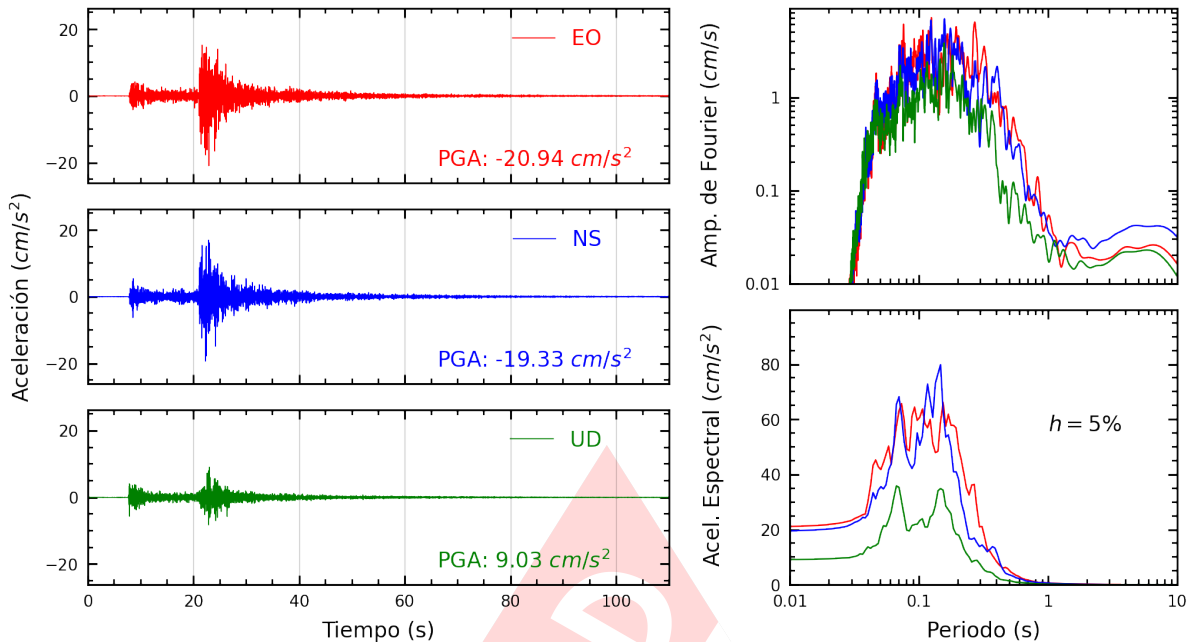 Aceleración (cm/s²)
20
0
−20
EO
PGA: -20.94 cm/s²
20
0
−20
NS
PGA: -19.33 cm/s²
20
0
−20
UD
PGA: 9.03 cm/s²
0 20 40 60 80 100
Tiempo (s)
Amp. de Fourier (cm/s)
1
0.1
0.01
Acel. Espectral (cm/s²)
80
60
40
20
0
h = 5%
0.01 0.1 1 10
Periodo (s)